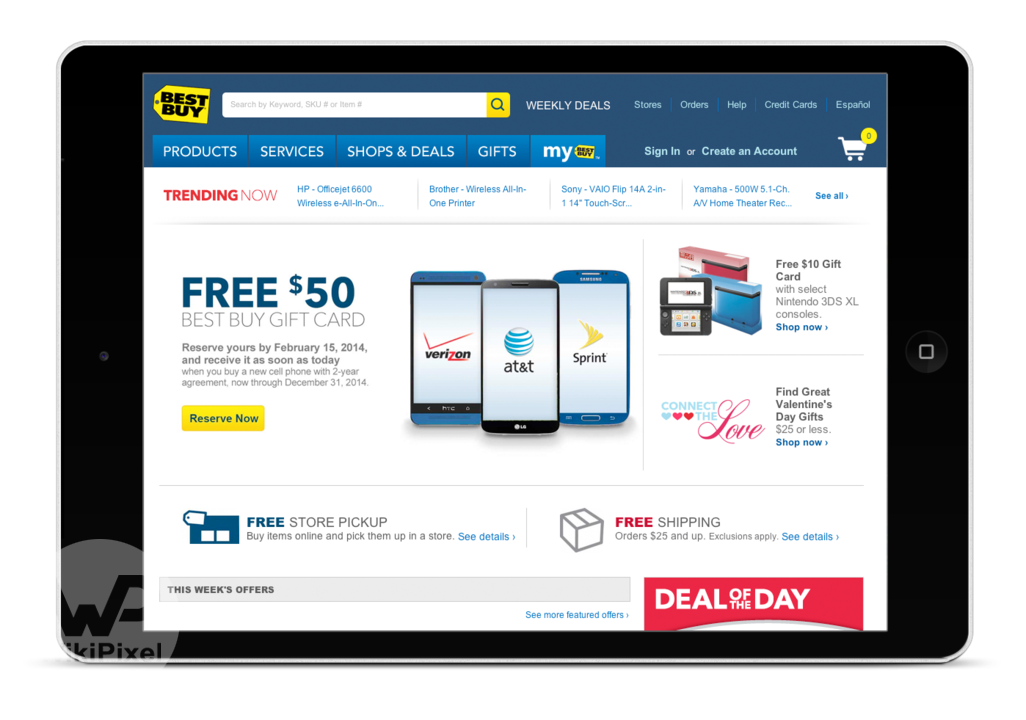 BEST BUY
Search by Keyword, SKU # or Item #
WEEKLY DEALS
Stores
Orders
Help
Credit Cards
Español
0
PRODUCTS
SERVICES
SHOPS & DEALS
GIFTS
my BEST BUY™
Sign In or Create an Account
TRENDING NOW
HP - Officejet 6600
Wireless e-All-In-On...
Brother - Wireless All-In-
One Printer
Sony - VAIO Flip 14A 2-in-
1 14" Touch-Scr...
Yamaha - 500W 5.1-Ch.
A/V Home Theater Rec...
See all ›
FREE $50
BEST BUY GIFT CARD
Reserve yours by February 15, 2014,
and receive it as soon as today
when you buy a new cell phone with 2-year
agreement, now through December 31, 2014.
Reserve Now
verizon
hTC
at&t
LG
SAMSUNG
Sprint
NINTENDO 3DS XL
Free $10 Gift
Card
with select
Nintendo 3DS XL
consoles.
Shop now ›
CONNECT
THE
Love
Find Great
Valentine's
Day Gifts
$25 or less.
Shop now ›
FREE STORE PICKUP
Buy items online and pick them up in a store. See details ›
FREE SHIPPING
Orders $25 and up. Exclusions apply. See details ›
THIS WEEK'S OFFERS
See more featured offers ›
DEAL OF THE DAY
WP
ikiPixel